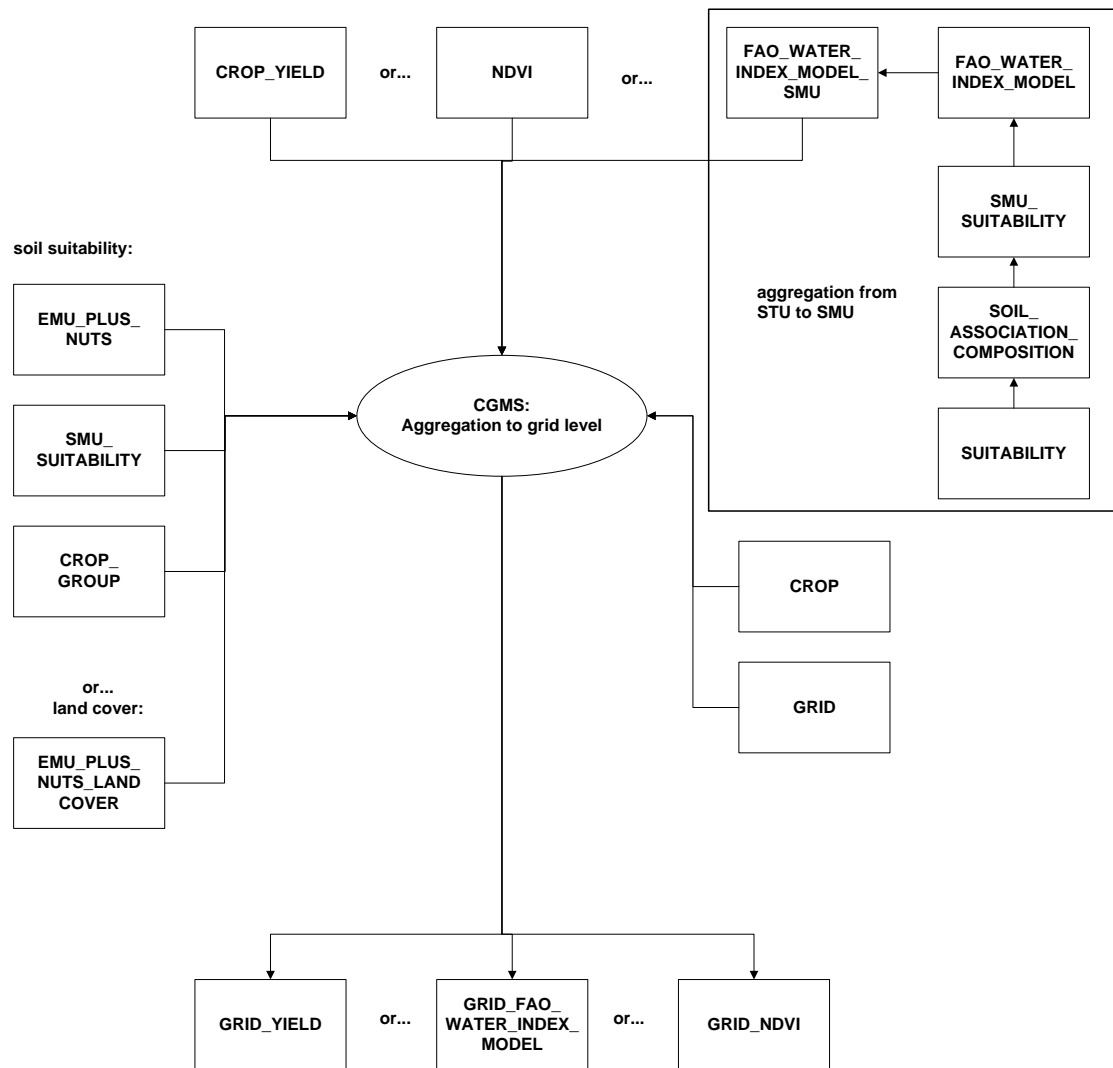 CROP_YIELD
or...
NDVI
or...
FAO_WATER_
INDEX_MODEL_
SMU
FAO_WATER_
INDEX_MODEL
SMU_
SUITABILITY
aggregation from
STU to SMU
SOIL_
ASSOCIATION_
COMPOSITION
SUITABILITY
soil suitability:
EMU_PLUS_
NUTS
SMU_
SUITABILITY
CROP_
GROUP
or...
land cover:
EMU_PLUS_
NUTS_LAND
COVER
CGMS:
Aggregation to grid level
CROP
GRID
GRID_YIELD
or...
GRID_FAO_
WATER_INDEX_
MODEL
or...
GRID_NDVI